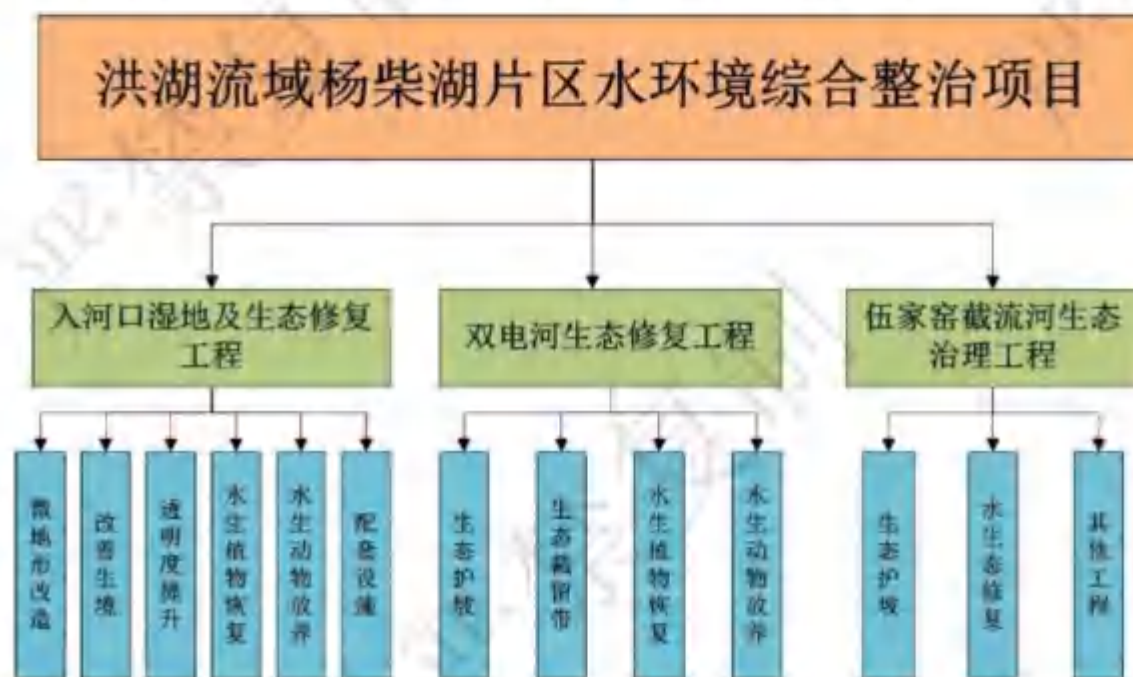 洪湖流域杨柴湖片区水环境综合整治项目
入河口湿地及生态修复
工程
双电河生态修复工程
伍家窑截流河生态
治理工程
微地形改造
改善生境
透明度提升
水生植物恢复
水生动物放养
配套设施
生态护坡
生态截留带
水生植物恢复
水生动物放养
生态护坡
水生态修复
其他工程